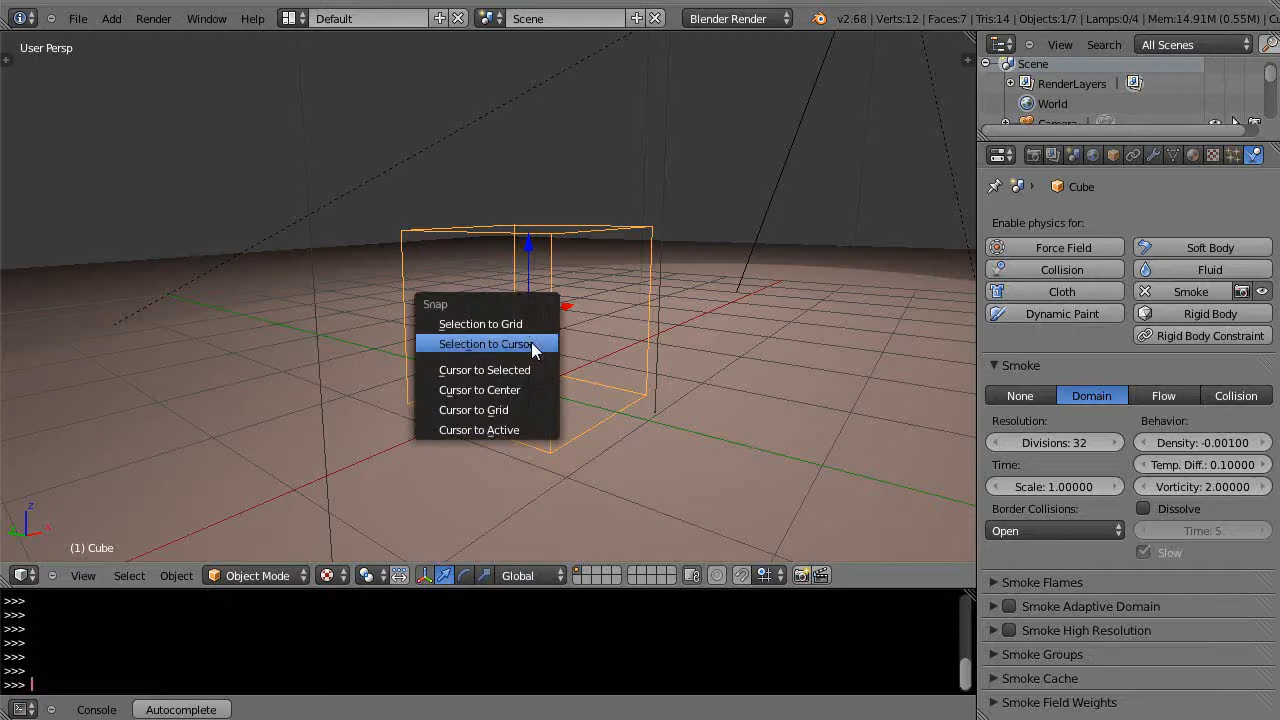 File Add Render Window Help Default Scene Blender Render v2.68 | Verts:12 | Faces:7 | Tris:14 | Objects:1/7 | Lamps:0/4 | Mem:14.91M (0.55M)
User Persp
View Search All Scenes
Scene
RenderLayers
World
Camera
Cube
Enable physics for:
Force Field Soft Body
Collision Fluid
Cloth Smoke
Dynamic Paint Rigid Body
Rigid Body Constraint
Smoke
None Domain Flow Collision
Resolution: Behavior:
Divisions: 32 Density: -0.00100
Time: Temp. Diff.: 0.10000
Scale: 1.00000 Vorticity: 2.00000
Border Collisions: Dissolve
Open Time: 5
Slow
Smoke Flames
Smoke Adaptive Domain
Smoke High Resolution
Smoke Groups
Smoke Cache
Smoke Field Weights
Snap
Selection to Grid
Selection to Cursor
Cursor to Selected
Cursor to Center
Cursor to Grid
Cursor to Active
z
x
(1) Cube
View Select Object Object Mode Global
>>>
>>>
>>>
>>>
>>>
>>>
>>>
Console Autocomplete